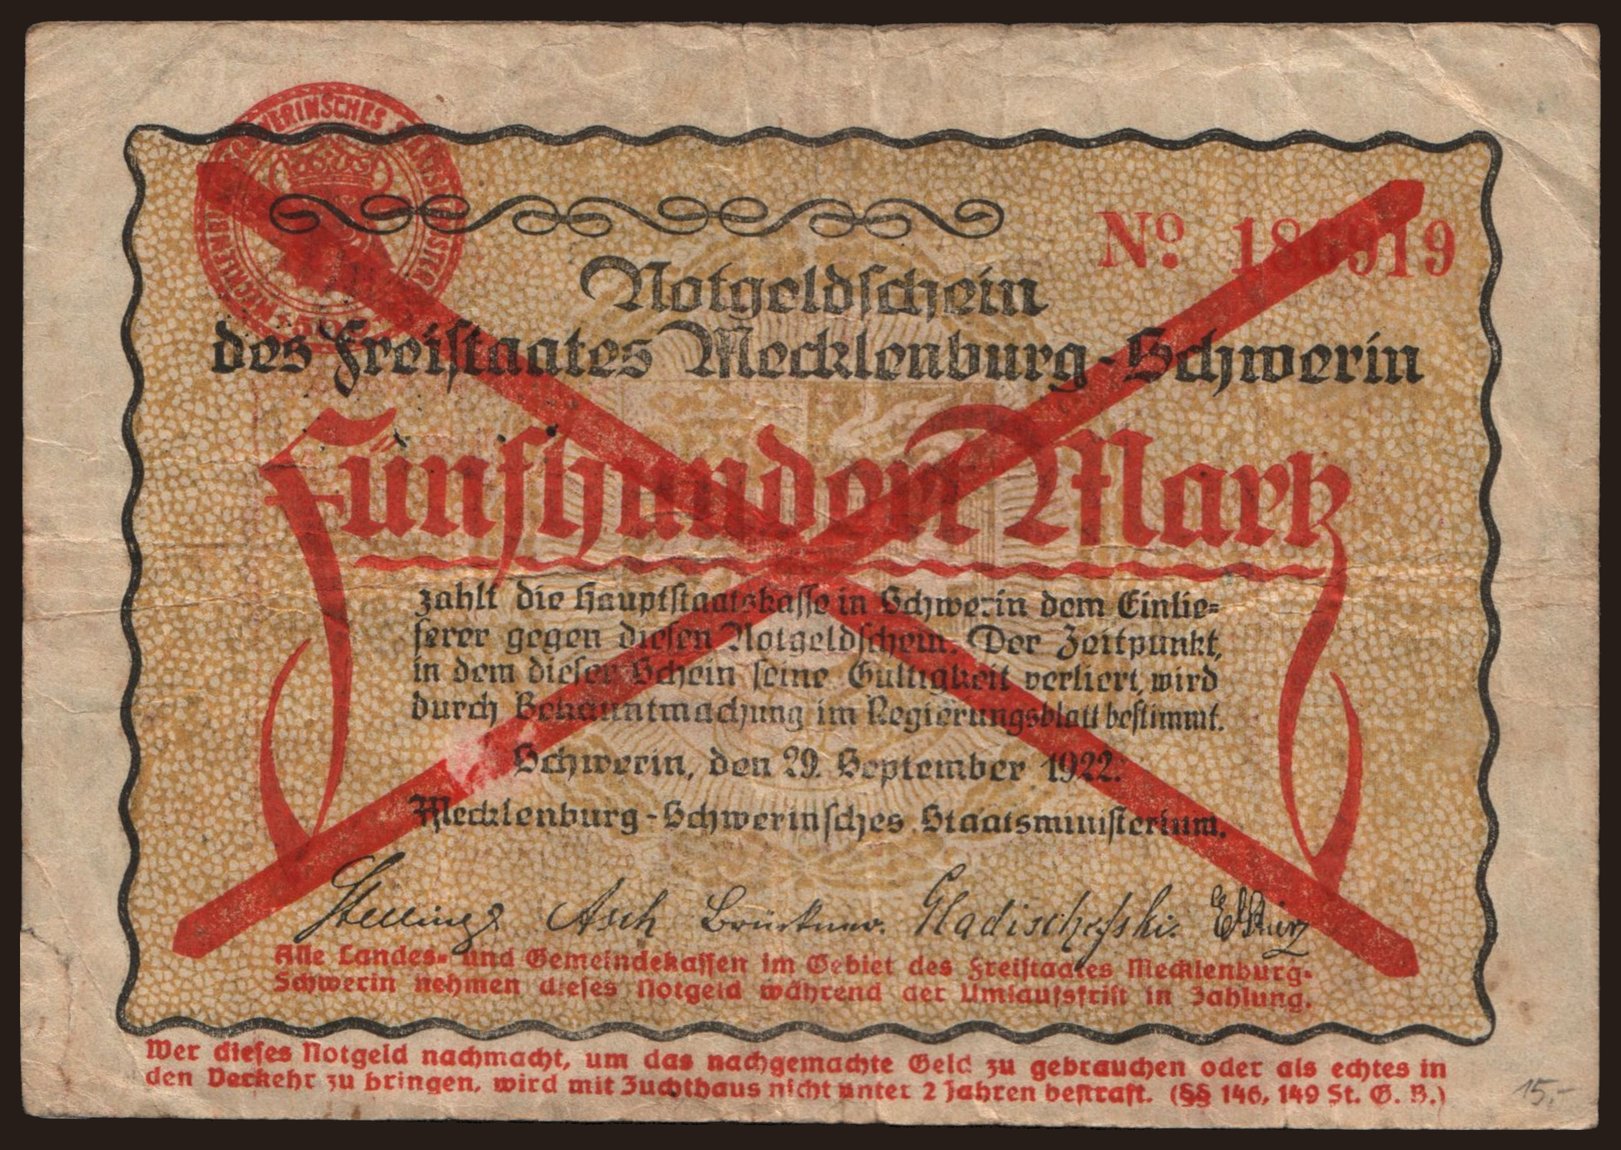 No. 186919
Notgeldschein
des Freistaates Mecklenburg-Schwerin
Fünfhundert Mark
zahlt die Hauptstaatskasse in Schwerin dem Einlie=
ferer gegen diesen Notgeldschein. Der Zeitpunkt,
in dem dieser Schein seine Gültigkeit verliert, wird
durch Bekanntmachung im Regierungsblatt bestimmt.
Schwerin, den 29. September 1922.
Mecklenburg-Schwerinsches Staatsministerium.
Stelling Asch Brückner.
Alle Landes= und Gemeindekassen im Gebiet des Freistaates Mecklenburg=
Schwerin nehmen dieses Notgeld während der Umlaufsfrist in Zahlung.
Wer dieses Notgeld nachmacht, um das nachgemachte Geld zu gebrauchen oder als echtes in
den Verkehr zu bringen, wird mit Zuchthaus nicht unter 2 Jahren bestraft. (§§ 146, 149 St. G. B.)
15,-